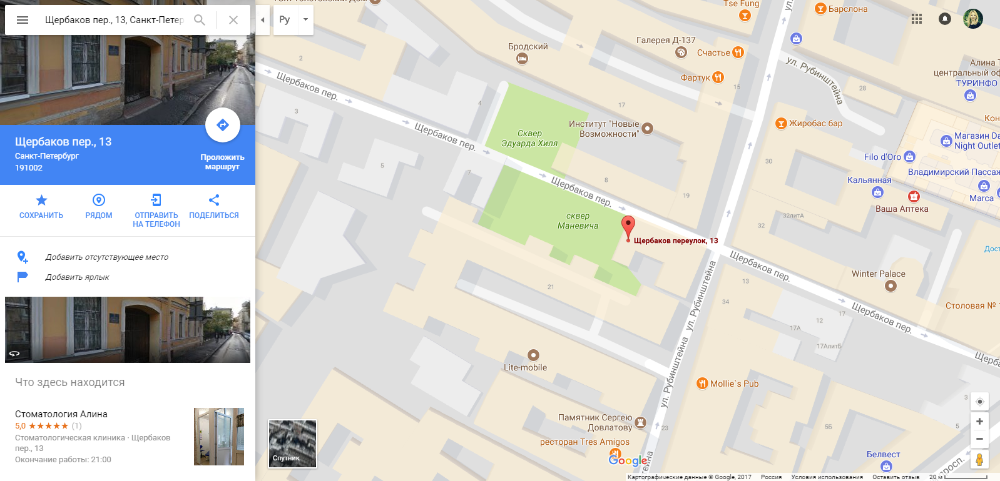 Щербаков пер., 13, Санкт-Петер
Ру
Щербаков пер., 13
Санкт-Петербург
191002
Проложить
маршрут
СОХРАНИТЬ
РЯДОМ
ОТПРАВИТЬ
НА ТЕЛЕФОН
ПОДЕЛИТЬСЯ
Добавить отсутствующее место
Добавить ярлык
Что здесь находится
Стоматология Алина
5,0 ★★★★★ (1)
Стоматологическая клиника · Щербаков
пер., 13
Окончание работы: 21:00
Tse Fung
Барслона
ул.
Галерея Д-137
Бродский
Счастье
Фартук
2
Щербаков пер.
15
ул. Рубинштейна
28
Алина Т
центральный оф
ТУРИНФО
4
17
3
Институт "Новые
Возможности"
Жиробас бар
Кон
Щербаков пер.
Сквер
Эдуарда Хиля
Магазин Da
Night Outlet
Filo d'Oro
30
5
7
8
Владимирский Пассаж
Кальянная
Marca
Щербаков пер.
19
Ваша Аптека
сквер
Маневича
32литА
32
Щербаков переулок, 13
Дост
Щербаков пер.
Winter Palace
21
ул. Рубинштейна
34
Столовая № 1
Щербаков пер.
17
12
17А
17АлитБ
Щерба
Lite-mobile
ул. Рубинштейна
Mollie`s Pub
3
Памятник Сергею
Довлатову
23
5Б
5
ресторан Tres Amigos
Белвест
просп.
Спутник
Google
Картографические данные © Google, 2017
Россия
Условия использования
Оставить отзыв
20 м